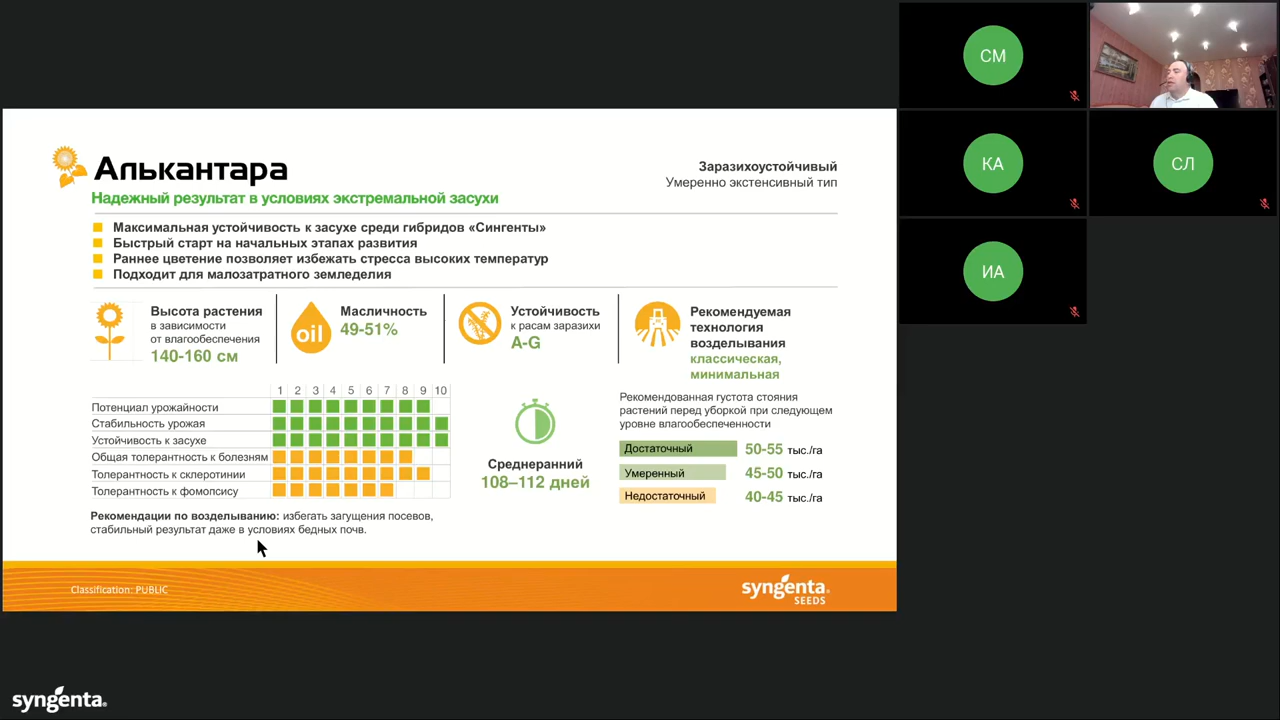 Алькантара
Надежный результат в условиях экстремальной засухи
Заразихоустойчивый
Умеренно экстенсивный тип
Максимальная устойчивость к засухе среди гибридов «Сингенты»
Быстрый старт на начальных этапах развития
Раннее цветение позволяет избежать стресса высоких температур
Подходит для малозатратного земледелия
Высота растения
в зависимости
от влагообеспечения
140-160 см
oil
Масличность
49-51%
Устойчивость
к расам заразихи
A-G
Рекомендуемая
технология
возделывания
классическая,
минимальная
1 2 3 4 5 6 7 8 9 10
Потенциал урожайности
Стабильность урожая
Устойчивость к засухе
Общая толерантность к болезням
Толерантность к склеротинии
Толерантность к фомопсису
Среднеранний
108–112 дней
Рекомендованная густота стояния
растений перед уборкой при следующем
уровне влагообеспеченности
Достаточный 50-55 тыс./га
Умеренный 45-50 тыс./га
Недостаточный 40-45 тыс./га
Рекомендации по возделыванию: избегать загущения посевов,
стабильный результат даже в условиях бедных почв.
Classification: PUBLIC
syngenta
SEEDS
syngenta
СМ
КА
СЛ
ИА